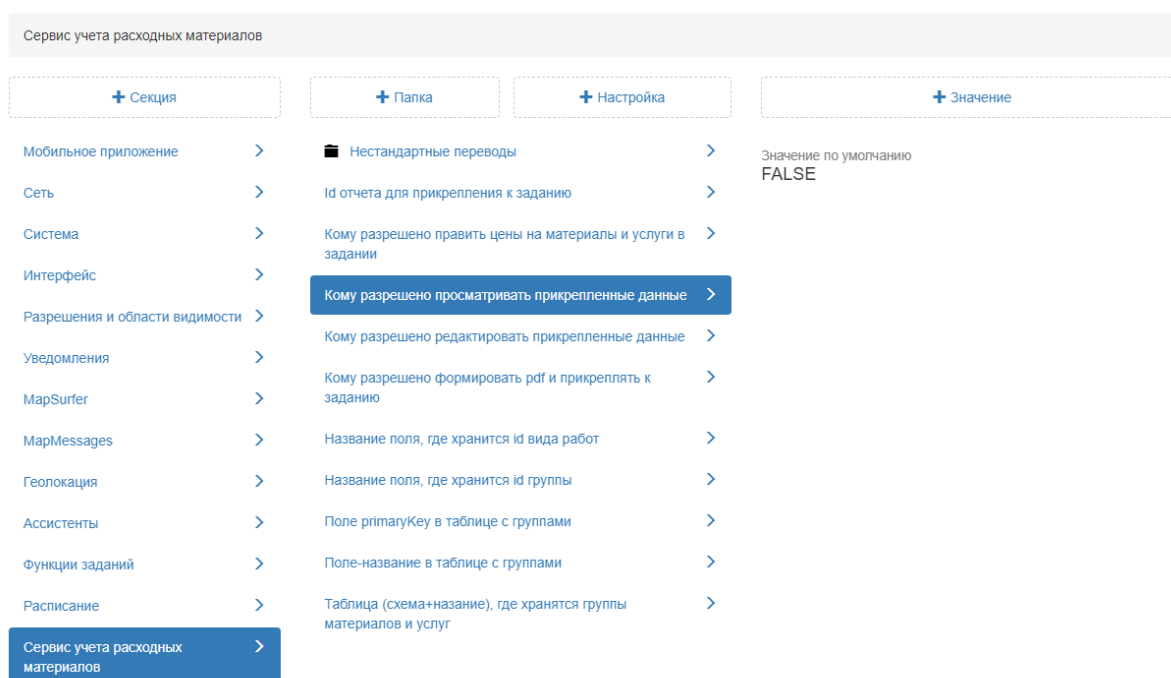 Сервис учета расходных материалов
+ Секция
Мобильное приложение
Сеть
Система
Интерфейс
Разрешения и области видимости
Уведомления
MapSurfer
MapMessages
Геолокация
Ассистенты
Функции заданий
Расписание
Сервис учета расходных
материалов
+ Папка
+ Настройка
Нестандартные переводы
Id отчета для прикрепления к заданию
Кому разрешено править цены на материалы и услуги в
задании
Кому разрешено просматривать прикрепленные данные
Кому разрешено редактировать прикрепленные данные
Кому разрешено формировать pdf и прикреплять к
заданию
Название поля, где хранится id вида работ
Название поля, где хранится id группы
Поле primaryKey в таблице с группами
Поле-название в таблице с группами
Таблица (схема+назание), где хранятся группы
материалов и услуг
+ Значение
Значение по умолчанию
FALSE